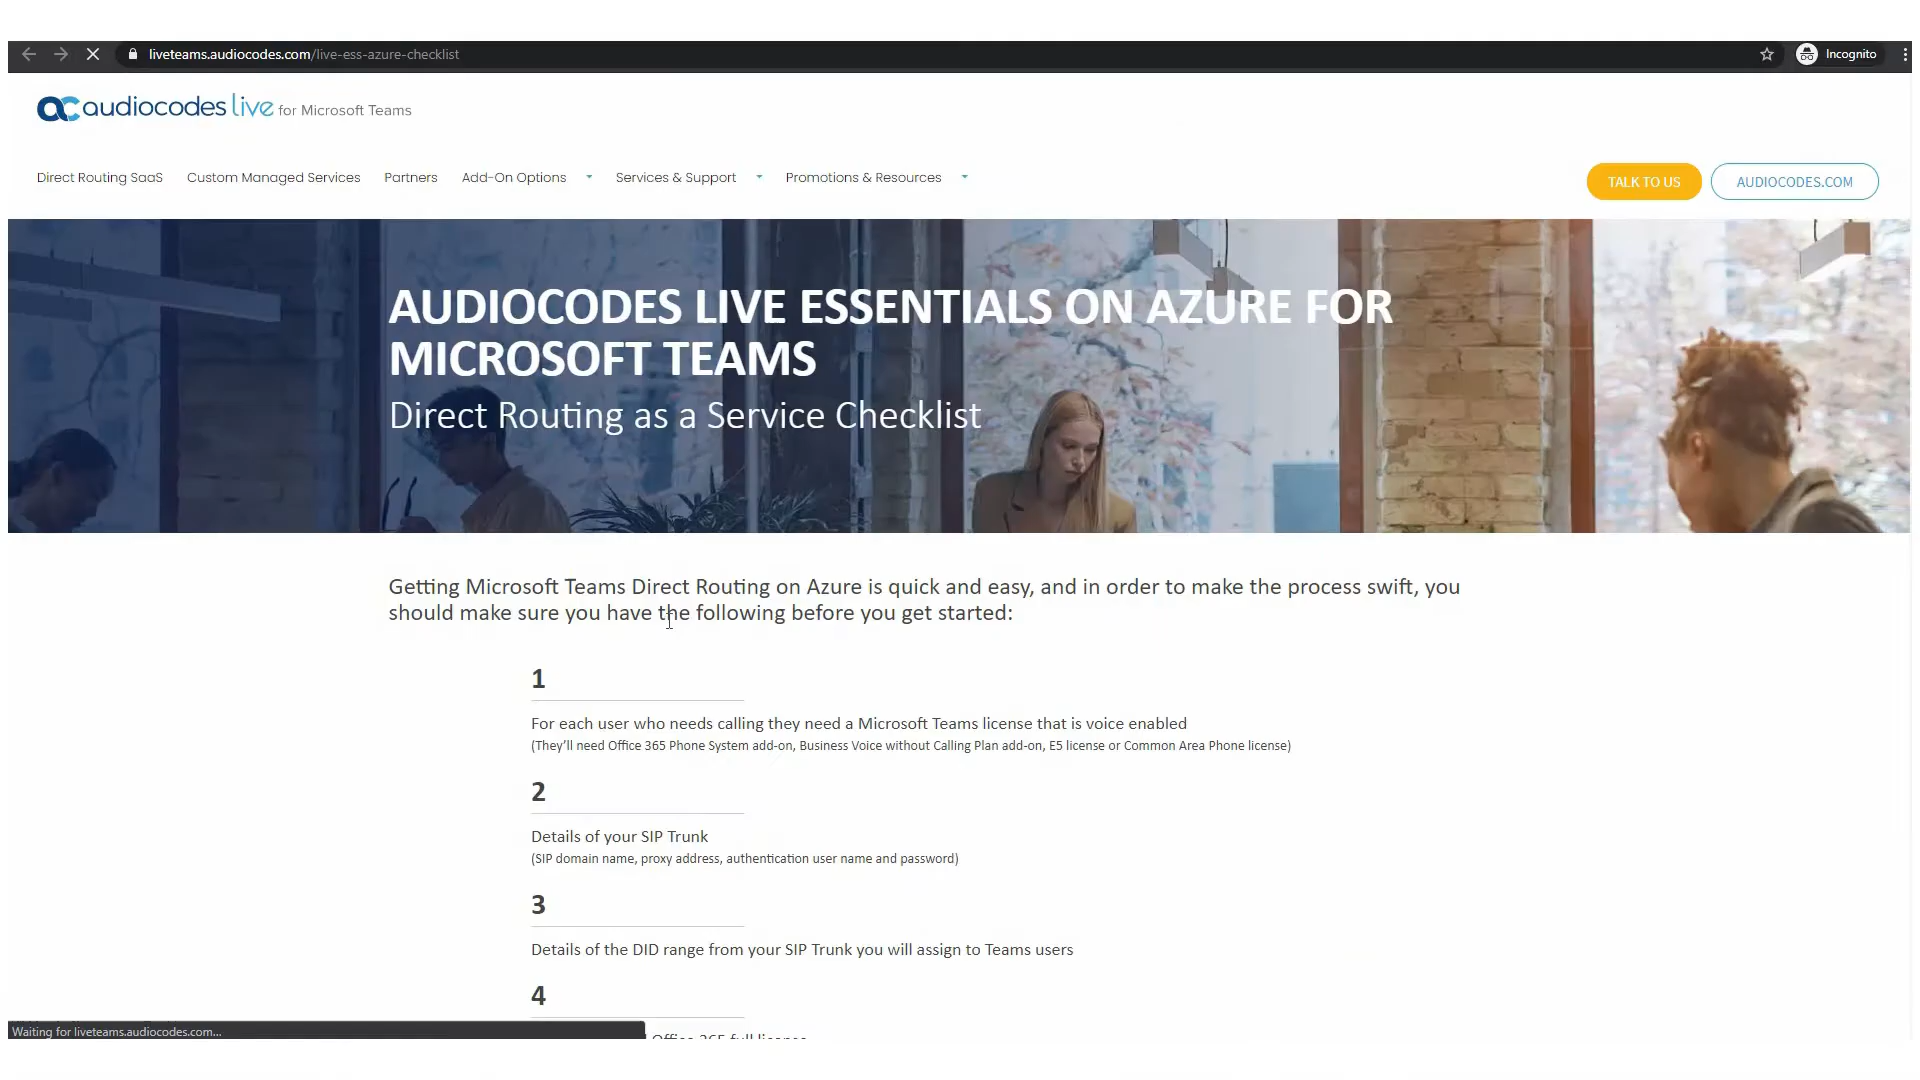 liveteams.audiocodes.com/live-ess-azure-checklist
Incognito
audiocodes live for Microsoft Teams
Direct Routing SaaS Custom Managed Services Partners Add-On Options Services & Support Promotions & Resources
TALK TO US AUDIOCODES.COM
AUDIOCODES LIVE ESSENTIALS ON AZURE FOR
MICROSOFT TEAMS
Direct Routing as a Service Checklist
Getting Microsoft Teams Direct Routing on Azure is quick and easy, and in order to make the process swift, you
should make sure you have the following before you get started:
1
For each user who needs calling they need a Microsoft Teams license that is voice enabled
(They'll need Office 365 Phone System add-on, Business Voice without Calling Plan add-on, E5 license or Common Area Phone license)
2
Details of your SIP Trunk
(SIP domain name, proxy address, authentication user name and password)
3
Details of the DID range from your SIP Trunk you will assign to Teams users
4
Office 365 full license
Waiting for liveteams.audiocodes.com...